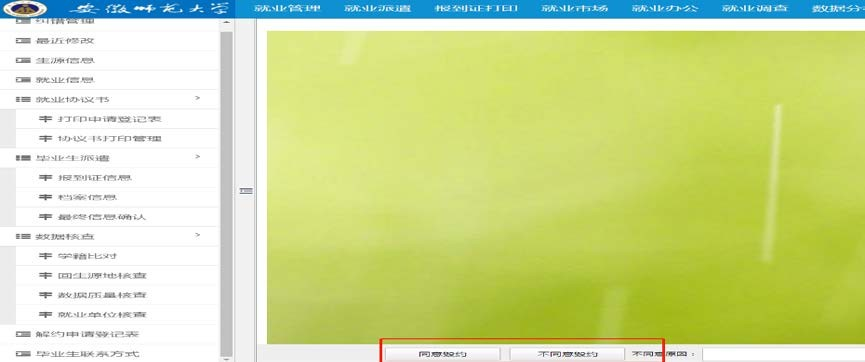 安徽师范大学
就业管理 就业派遣 报到证打印 就业市场 就业办公 就业调查 数据分
纠错管理
最近修改
生源信息
就业信息
就业协议书 >
打印申请登记表
协议书打印管理
毕业生派遣 >
报到证信息
档案信息
最终信息确认
数据核查 >
学籍比对
回生源地核查
数据质量核查
就业单位核查
解约申请登记表
毕业生联系方式
同意毁约 不同意毁约 不同意原因：